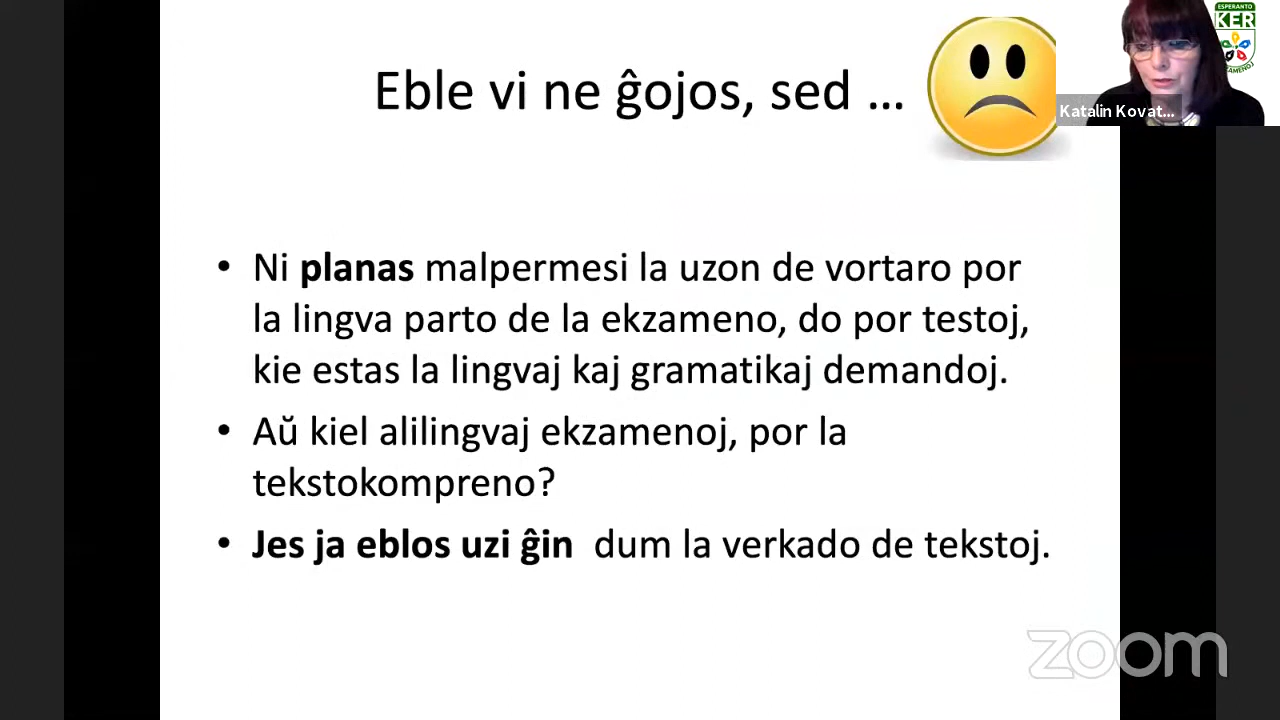 Eble vi ne ĝojos, sed ...
ESPERANTO
KER
Katalin Kovat...
• Ni planas malpermesi la uzon de vortaro por
la lingva parto de la ekzameno, do por testoj,
kie estas la lingvaj kaj gramatikaj demandoj.
• Aŭ kiel alilingvaj ekzamenoj, por la
tekstokompreno?
• Jes ja eblos uzi ĝin dum la verkado de tekstoj.
zoom